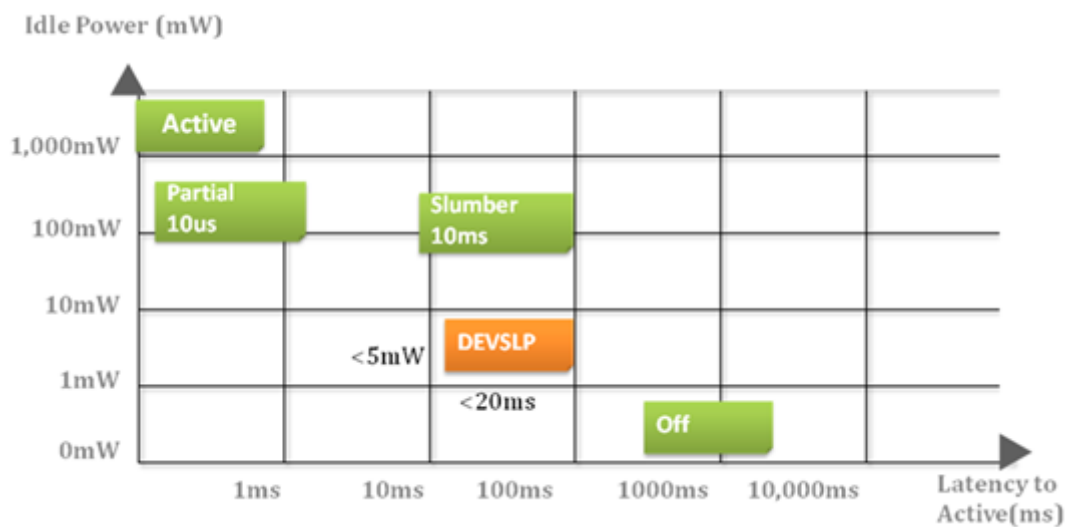 Idle Power (mW)
Active
1,000mW
Partial
10us
Slumber
10ms
100mW
10mW
DEVSLP
<5mW
1mW
<20ms
Off
0mW
1ms
10ms
100ms
1000ms
10,000ms
Latency to
Active(ms)